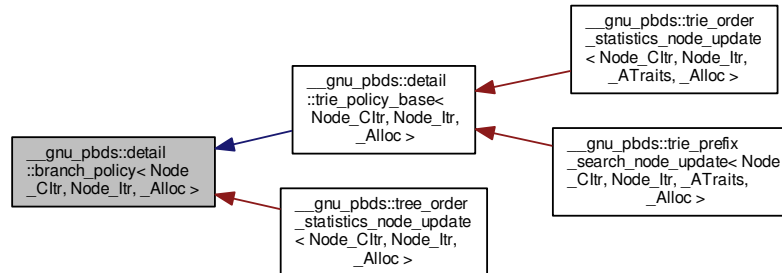 __gnu_pbds::detail
::branch_policy< Node
_CItr, Node_Itr, _Alloc >
__gnu_pbds::detail
::trie_policy_base<
Node_CItr, Node_Itr,
_Alloc >
__gnu_pbds::tree_order
_statistics_node_update
< Node_CItr, Node_Itr,
_Alloc >
__gnu_pbds::trie_order
_statistics_node_update
< Node_CItr, Node_Itr,
_ATraits, _Alloc >
__gnu_pbds::trie_prefix
_search_node_update< Node
_CItr, Node_Itr, _ATraits,
_Alloc >